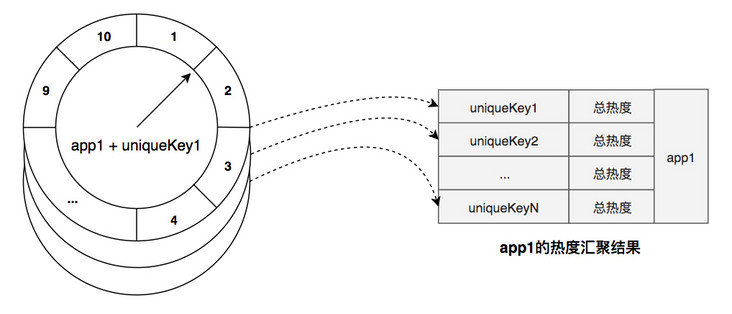 10
1
9
2
app1 + uniqueKey1
3
...
4
uniqueKey1 总热度
uniqueKey2 总热度
... 总热度
uniqueKeyN 总热度
app1
app1的热度汇聚结果